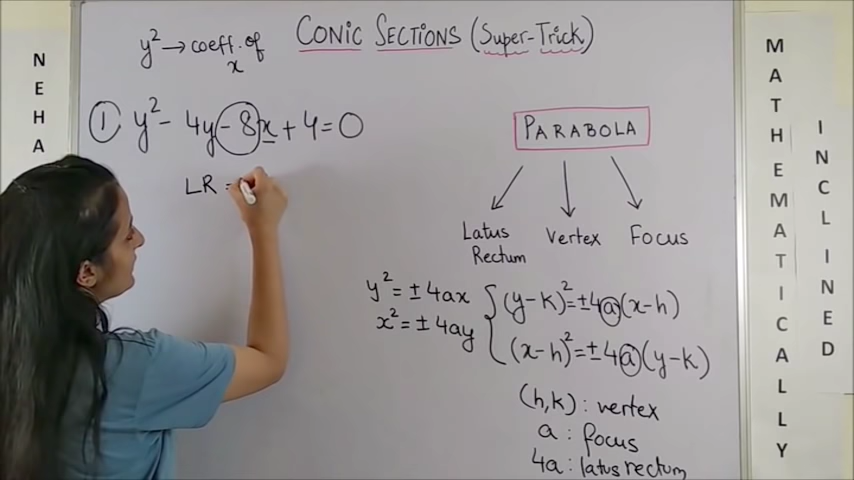 CONIC SECTIONS (SUPER-TRICK)
y² → coeff. of x
① y² - 4y - 8x + 4 = 0
LR =
PARABOLA
Latus Rectum
Vertex
Focus
y² = ± 4ax
x² = ± 4ay
(y-k)² = ± 4a(x-h)
(x-h)² = ± 4a(y-k)
(h,k) : vertex
a : focus
4a : latus rectum
NEHA
MATHEMATICALLY
INCLINED